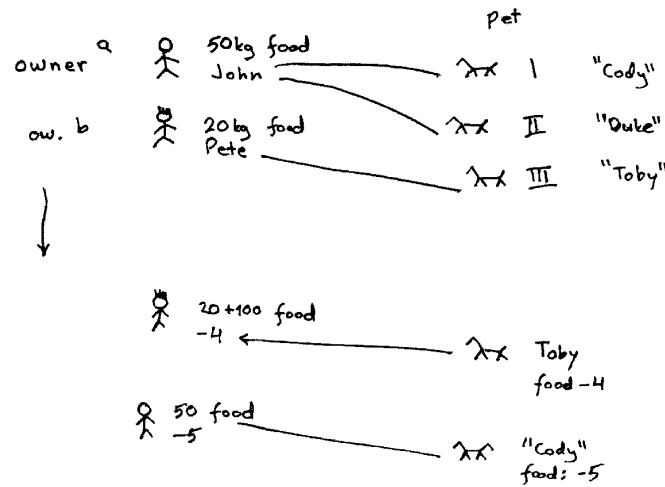 pet
owner a 50kg food I "Cody"
John
ow. b 20kg food II "Duke"
Pete III "Toby"
20+100 food
-4 Toby
food -4
50 food
-5 "Cody"
food: -5